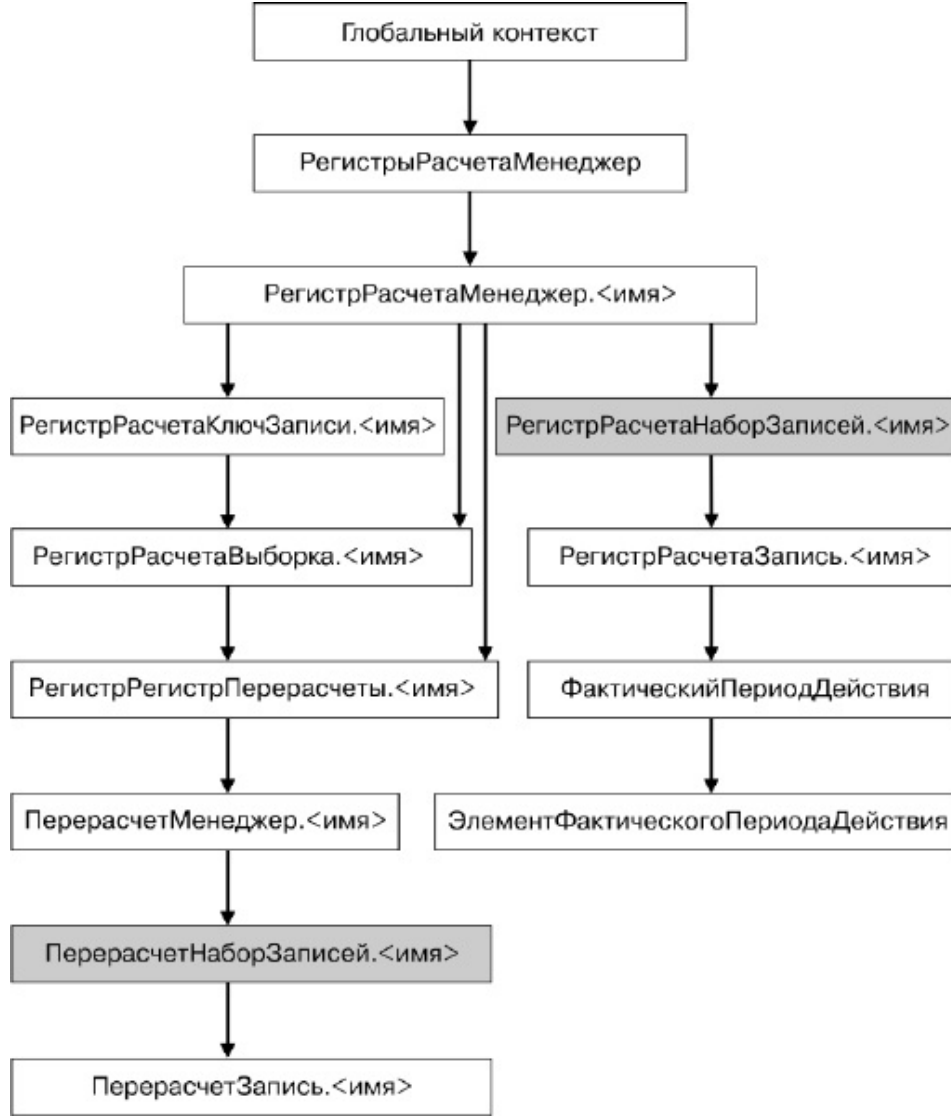 Глобальный контекст
РегистрыРасчетаМенеджер
РегистрРасчетаМенеджер.<имя>
РегистрРасчетаКлючЗаписи.<имя>
РегистрРасчетаНаборЗаписей.<имя>
РегистрРасчетаВыборка.<имя>
РегистрРасчетаЗапись.<имя>
РегистрРегистрПерерасчеты.<имя>
ФактическийПериодДействия
ПерерасчетМенеджер.<имя>
ЭлементФактическогоПериодаДействия
ПерерасчетНаборЗаписей.<имя>
ПерерасчетЗапись.<имя>